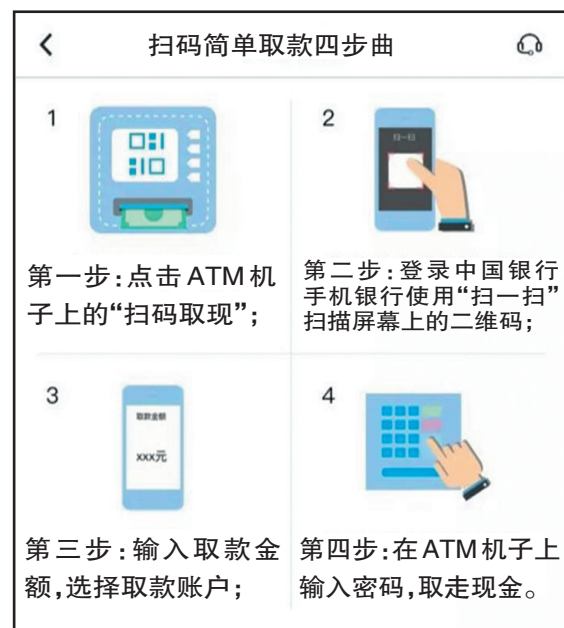 扫码简单取款四步曲
1
2
扫一扫
第一步：点击ATM机
子上的“扫码取现”；
第二步：登录中国银行
手机银行使用“扫一扫”
扫描屏幕上的二维码；
3
4
取款金额
xxx元
第三步：输入取款金
额，选择取款账户；
第四步：在ATM机子上
输入密码，取走现金。